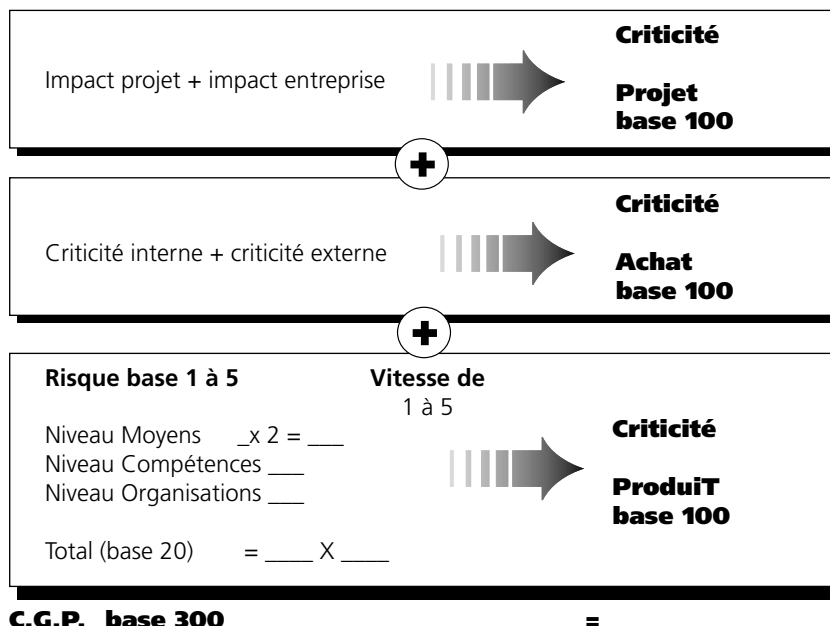 Criticité
Impact projet + impact entreprise
Projet
base 100
+
Criticité
Criticité interne + criticité externe
Achat
base 100
+
Risque base 1 à 5 Vitesse de
1 à 5
Niveau Moyens _x 2 = ___
Niveau Compétences ___
Niveau Organisations ___
Criticité
ProduiT
base 100
Total (base 20) = ____ X ____
C.G.P. base 300 =